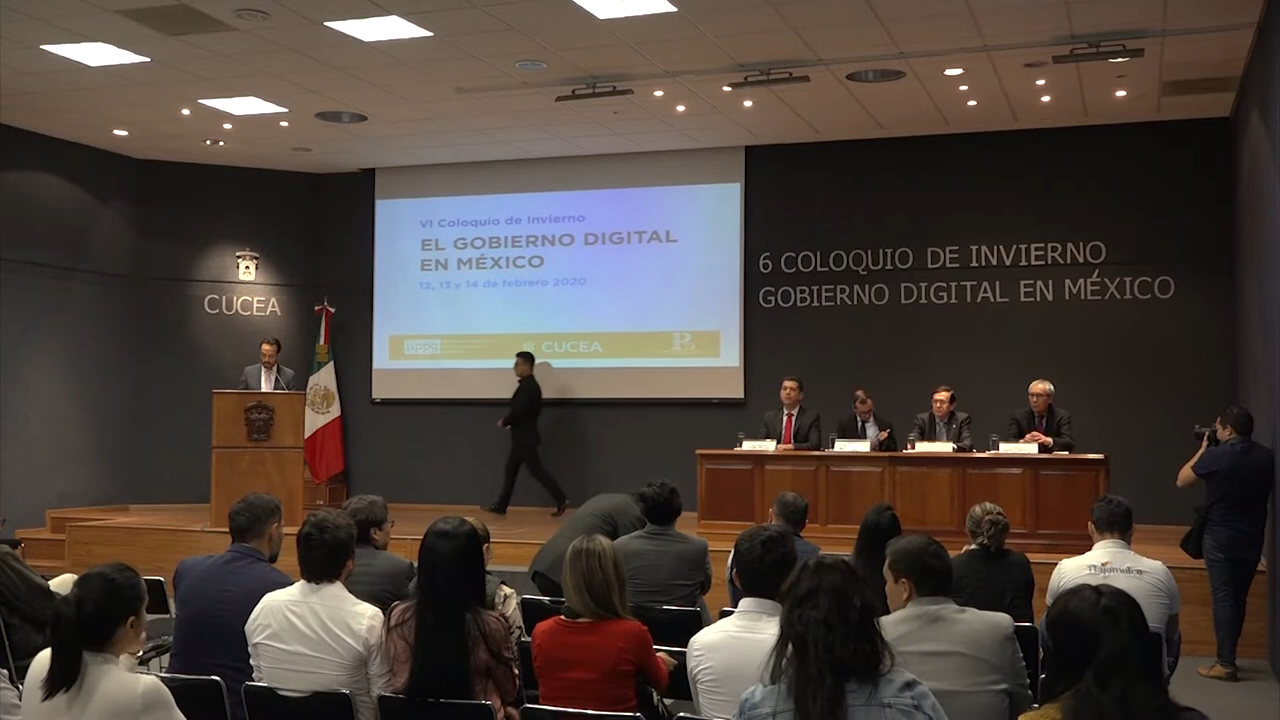 VI Coloquio de Invierno
EL GOBIERNO DIGITAL
EN MÉXICO
12, 13 y 14 de febrero 2020
CUCEA
6 COLOQUIO DE INVIERNO
GOBIERNO DIGITAL EN MÉXICO
CUCEA
Tlajomulco